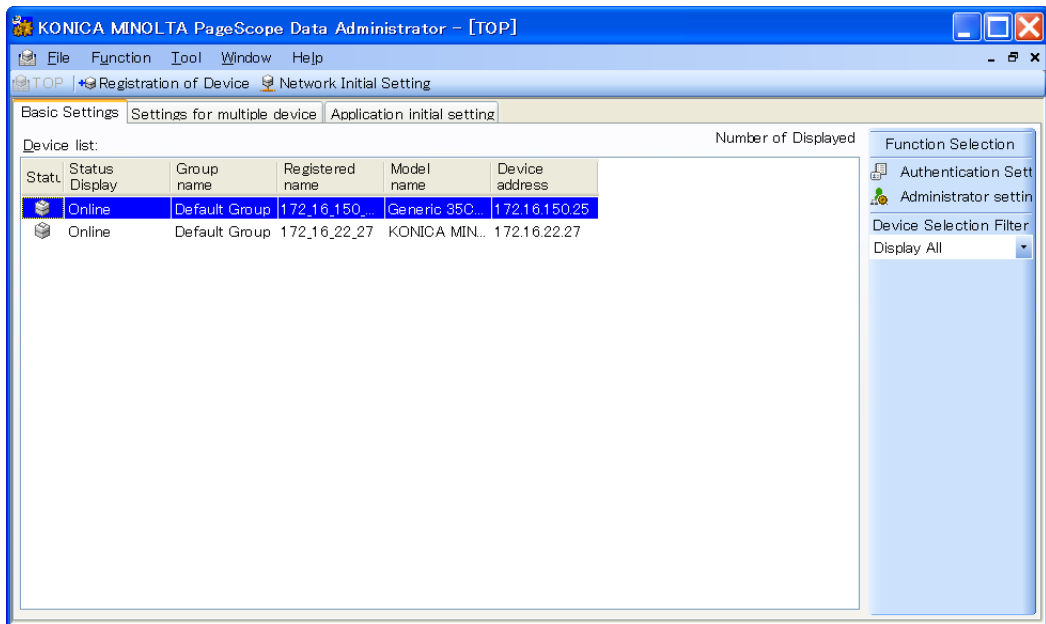 KONICA MINOLTA PageScope Data Administrator - [TOP]
File Function Tool Window Help
TOP Registration of Device Network Initial Setting
Basic Settings Settings for multiple device Application initial setting
Device list: Number of Displayed
Statu Status Display Group name Registered name Model name Device address
Online Default Group 172_16_150_... Generic 35C... 172.16.150.25
Online Default Group 172_16_22_27 KONICA MIN... 172.16.22.27
Function Selection
Authentication Sett
Administrator settin
Device Selection Filter
Display All